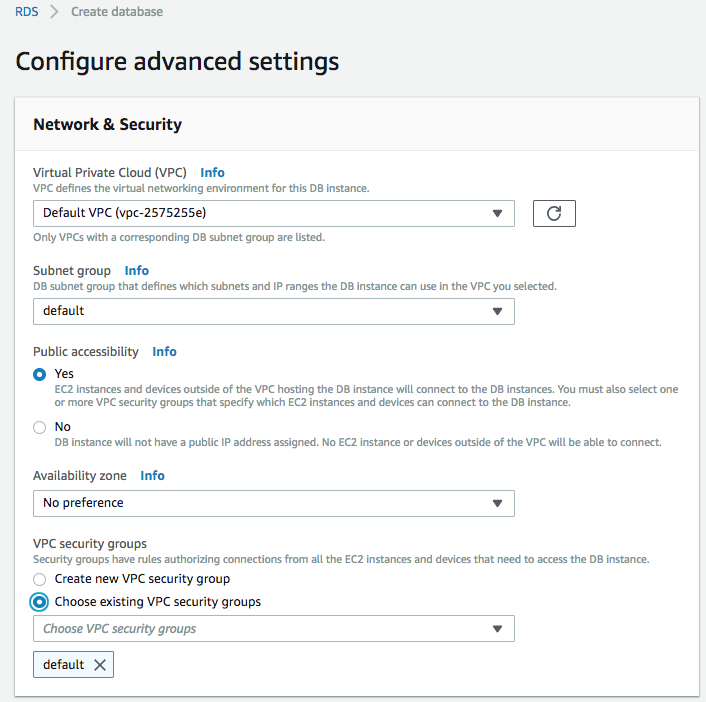 RDS > Create database
Configure advanced settings
Network & Security
Virtual Private Cloud (VPC) Info
VPC defines the virtual networking environment for this DB instance.
Default VPC (vpc-2575255e)
Only VPCs with a corresponding DB subnet group are listed.
Subnet group Info
DB subnet group that defines which subnets and IP ranges the DB instance can use in the VPC you selected.
default
Public accessibility Info
Yes
EC2 instances and devices outside of the VPC hosting the DB instance will connect to the DB instances. You must also select one
or more VPC security groups that specify which EC2 instances and devices can connect to the DB instance.
No
DB instance will not have a public IP address assigned. No EC2 instance or devices outside of the VPC will be able to connect.
Availability zone Info
No preference
VPC security groups
Security groups have rules authorizing connections from all the EC2 instances and devices that need to access the DB instance.
Create new VPC security group
Choose existing VPC security groups
Choose VPC security groups
default